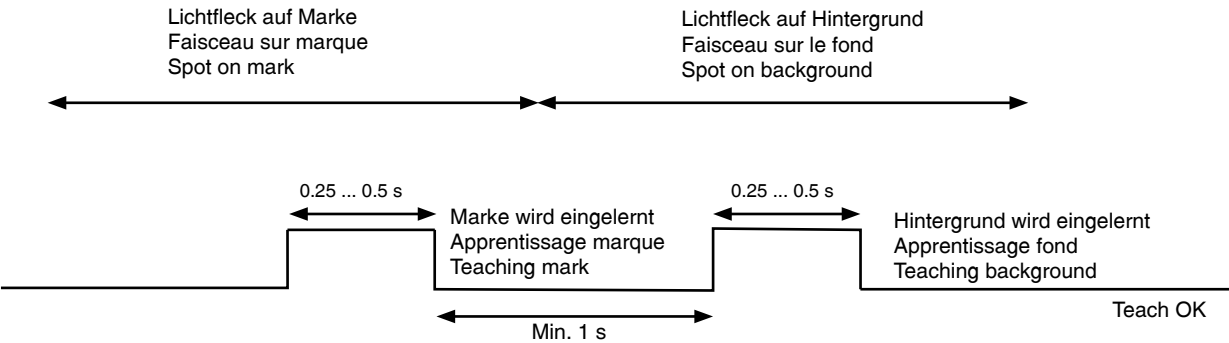 Lichtfleck auf Marke
Faisceau sur marque
Spot on mark
Lichtfleck auf Hintergrund
Faisceau sur le fond
Spot on background
0.25 ... 0.5 s
Marke wird eingelernt
Apprentissage marque
Teaching mark
0.25 ... 0.5 s
Hintergrund wird eingelernt
Apprentissage fond
Teaching background
Teach OK
Min. 1 s